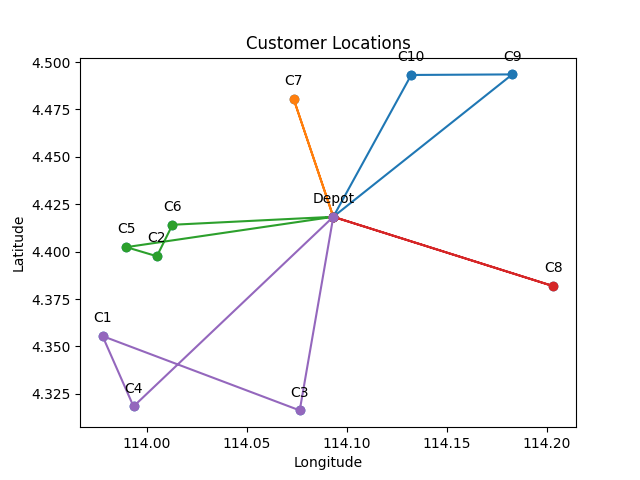 Customer Locations
C10
C9
4.500
C7
4.475
4.450
Depot
4.425
C6
C5
C2
4.400
C8
4.375
C1
4.350
C4
C3
4.325
Latitude
114.00
114.05
114.10
114.15
114.20
Longitude